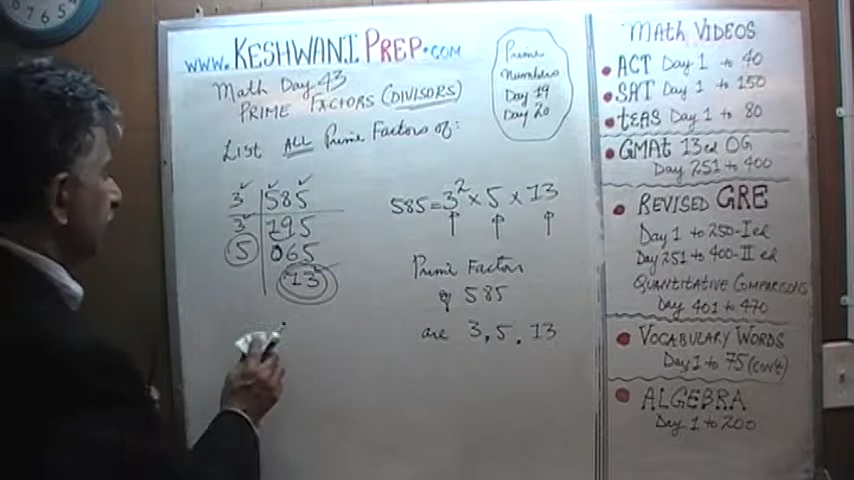 www.KESHWANIPREP.COM
Math Day 43
PRIME FACTORS (DIVISORS)
Prime
Numbers
Day 19
Day 20
List ALL Prime Factors of:
3 585
3 195
5 065
13
585 = 3² × 5 × 13
Prime Factors
of 585
are 3, 5, 13
MATH VIDEOS
ACT Day 1 to 40
SAT Day 1 to 150
tEAS Day 1 to 80
GMAt 13 ed OG
Day 251 to 400
REVISED GRE
Day 1 to 250-I ed
Day 251 to 400-II ed
QUANTITATIVE COMPARISONS
Day 401 to 470
VOCABULARY WORDS
Day 1 to 75 (cont)
ALGEBRA
Day 1 to 200